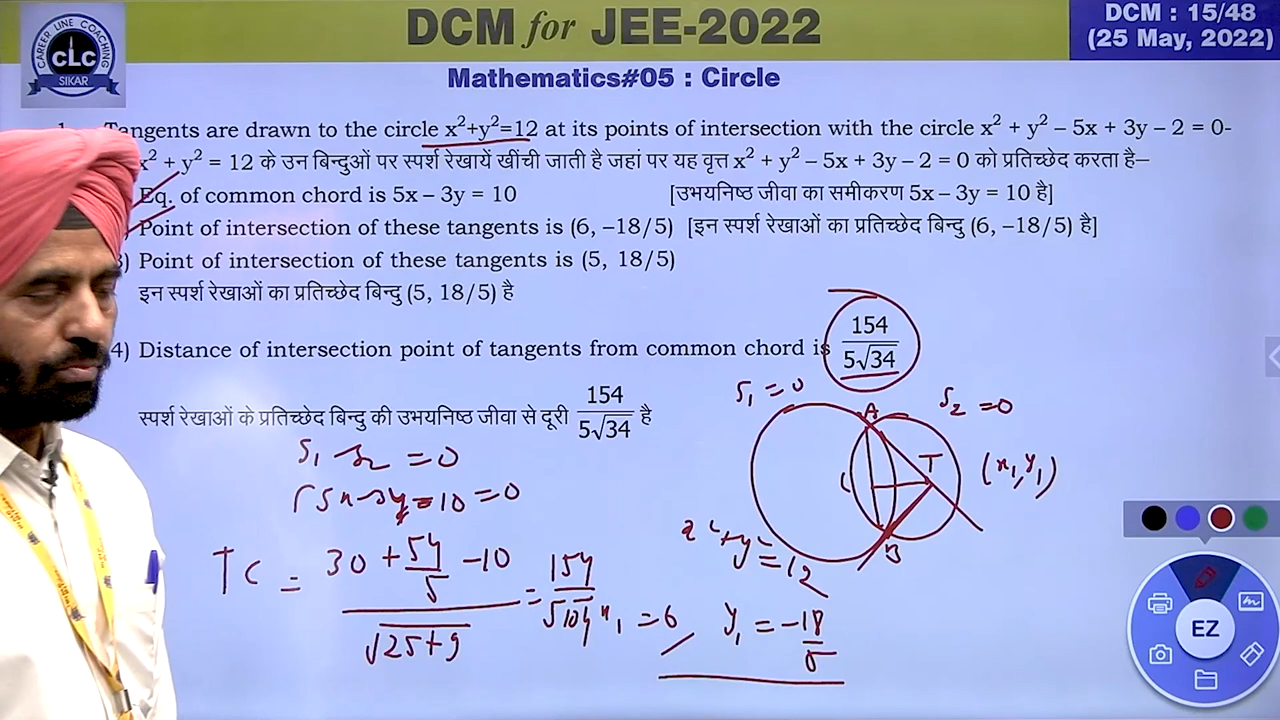 DCM for JEE-2022
DCM : 15/48
(25 May, 2022)
CAREER LINE COACHING
CLC
SIKAR
Mathematics#05 : Circle
Tangents are drawn to the circle x²+y²=12 at its points of intersection with the circle x² + y² – 5x + 3y – 2 = 0-
x² + y² = 12 के उन बिन्दुओं पर स्पर्श रेखायें खींची जाती है जहां पर यह वृत्त x² + y² – 5x + 3y – 2 = 0 को प्रतिच्छेद करता है–
Eq. of common chord is 5x – 3y = 10 [उभयनिष्ठ जीवा का समीकरण 5x – 3y = 10 है]
Point of intersection of these tangents is (6, –18/5) [इन स्पर्श रेखाओं का प्रतिच्छेद बिन्दु (6, –18/5) है]
3) Point of intersection of these tangents is (5, 18/5)
इन स्पर्श रेखाओं का प्रतिच्छेद बिन्दु (5, 18/5) है
4) Distance of intersection point of tangents from common chord is 154/5√34
स्पर्श रेखाओं के प्रतिच्छेद बिन्दु की उभयनिष्ठ जीवा से दूरी 154/5√34 है
S₁ = 0
S₂ = 0
A
T
(x₁, y₁)
C
B
x² + y² = 12
S₁ - S₂ = 0
5x - 3y = 10 = 0
TC = 30 + 54/5 - 10 / √25+9 = 154
x₁ = 6
y₁ = -18/5
EZ